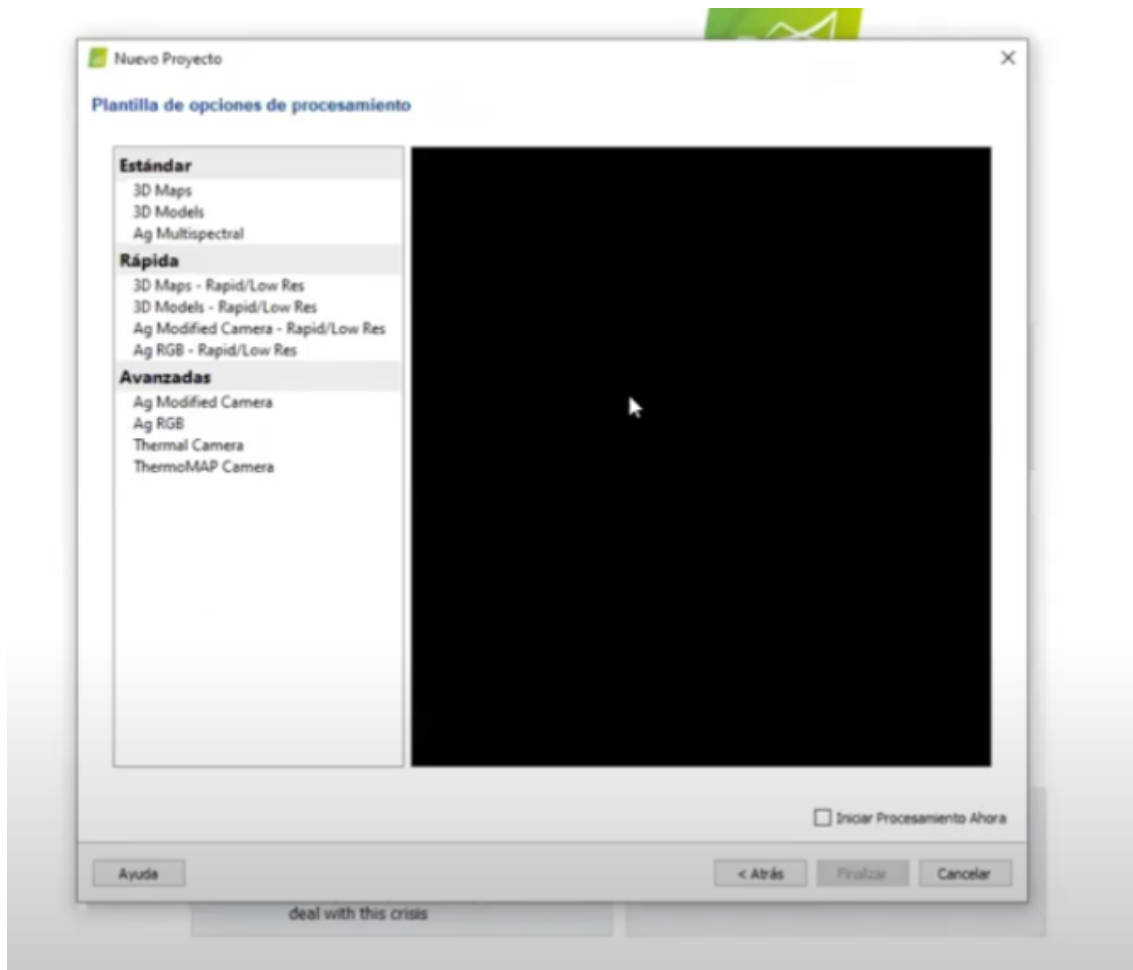 Nuevo Proyecto
Plantilla de opciones de procesamiento
Estándar
3D Maps
3D Models
Ag Multispectral
Rápida
3D Maps - Rapid/Low Res
3D Models - Rapid/Low Res
Ag Modified Camera - Rapid/Low Res
Ag RGB - Rapid/Low Res
Avanzadas
Ag Modified Camera
Ag RGB
Thermal Camera
ThermoMAP Camera
Iniciar Procesamiento Ahora
Ayuda
< Atrás
Finalizar
Cancelar
deal with this crisis